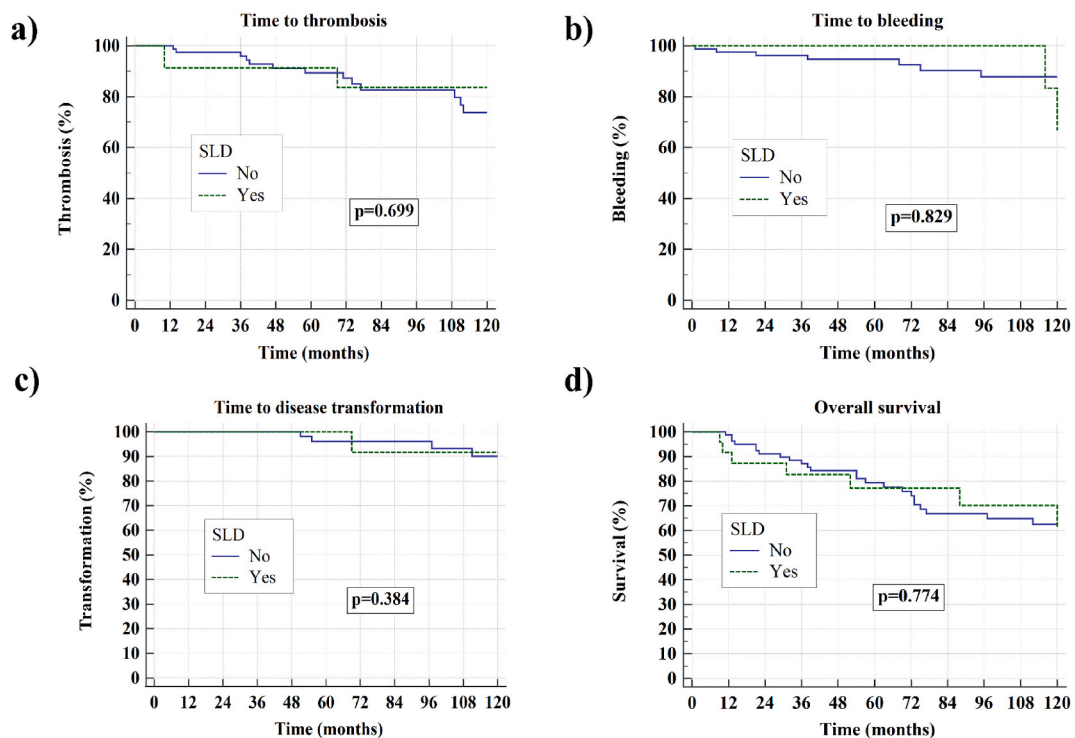 a)
Time to thrombosis
Thrombosis (%)
100
80
60
40
20
0
SLD
No
Yes
p=0.699
0 12 24 36 48 60 72 84 96 108 120
Time (months)
b)
Time to bleeding
Bleeding (%)
100
80
60
40
20
0
SLD
No
Yes
p=0.829
0 12 24 36 48 60 72 84 96 108 120
Time (months)
c)
Time to disease transformation
Transformation (%)
100
90
80
70
60
50
40
30
20
10
0
SLD
No
Yes
p=0.384
0 12 24 36 48 60 72 84 96 108 120
Time (months)
d)
Overall survival
Survival (%)
100
90
80
70
60
50
40
30
20
10
0
SLD
No
Yes
p=0.774
0 12 24 36 48 60 72 84 96 108 120
Time (months)